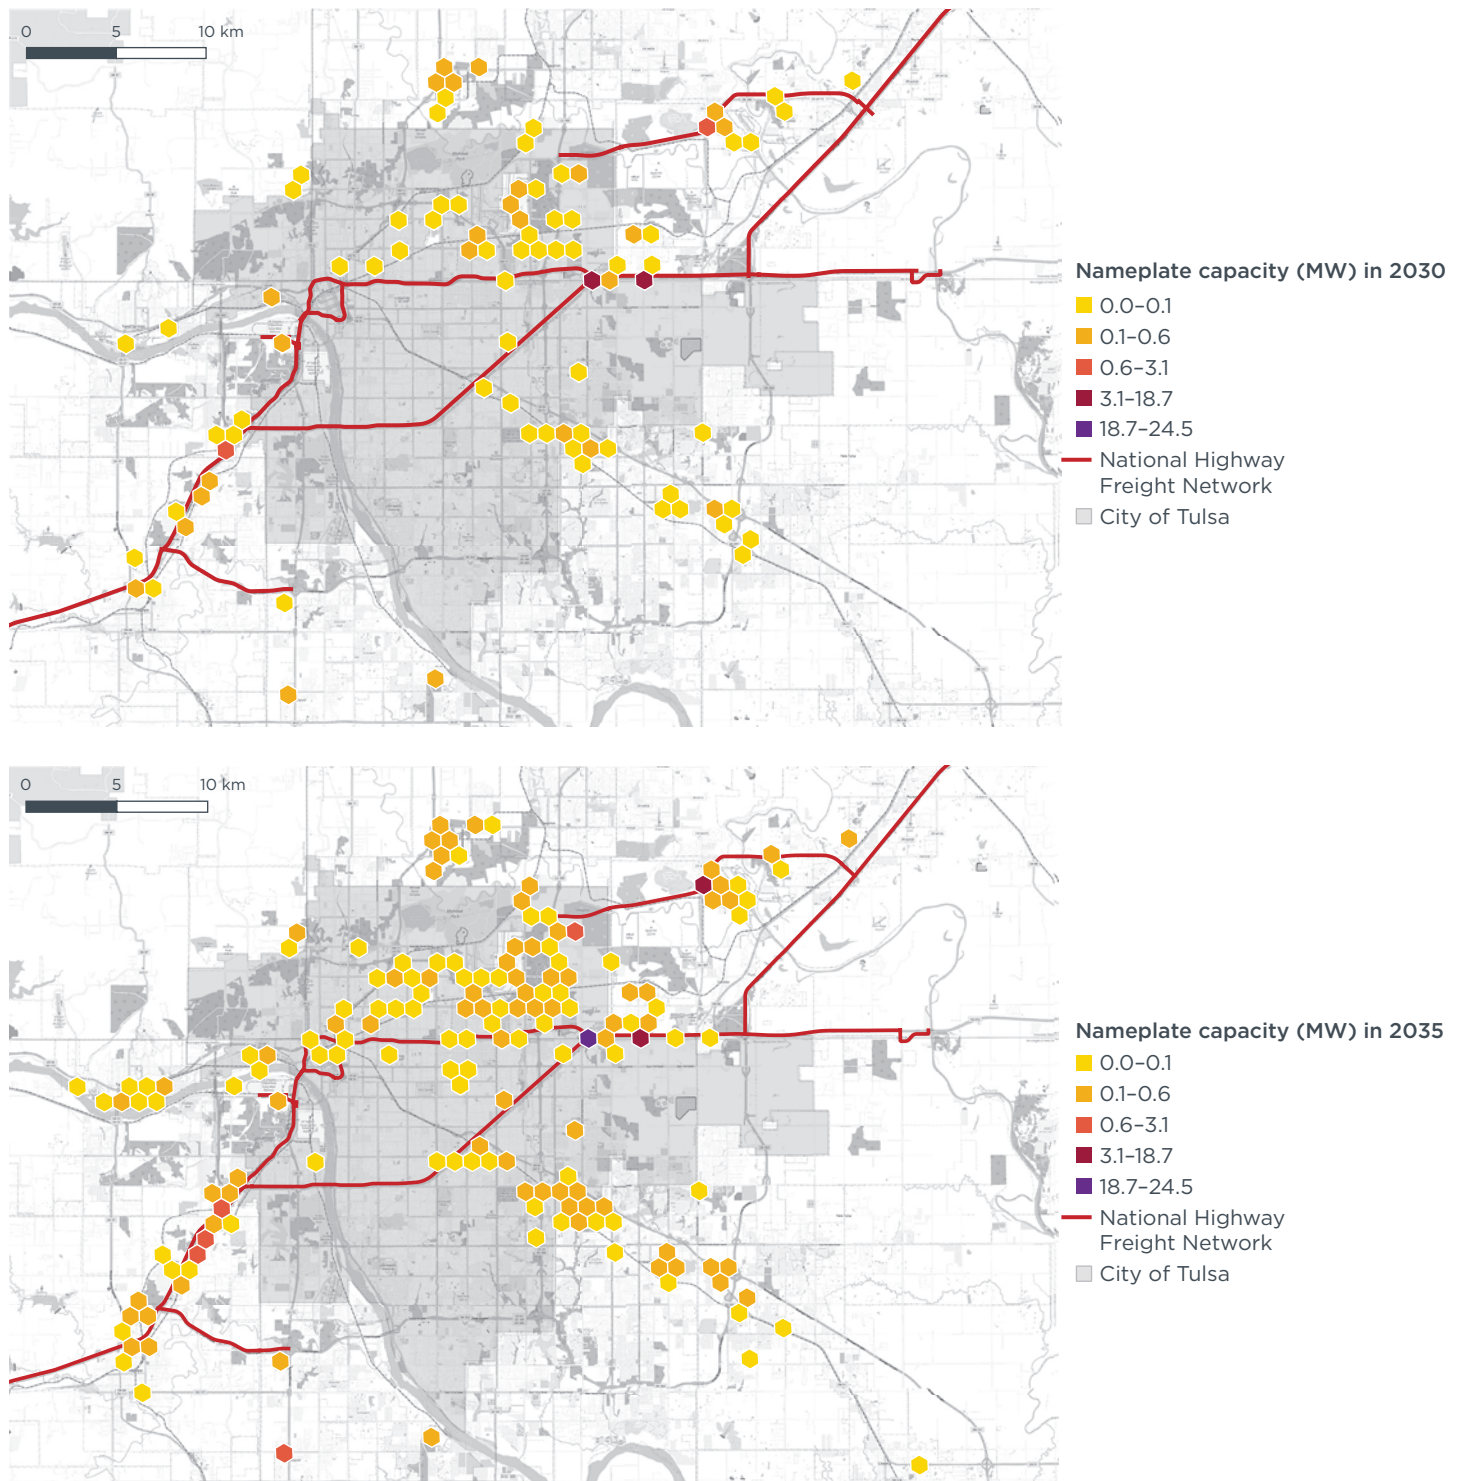 0 5 10 km
Nameplate capacity (MW) in 2030
0.0–0.1
0.1–0.6
0.6–3.1
3.1–18.7
18.7–24.5
National Highway
Freight Network
City of Tulsa
0 5 10 km
Nameplate capacity (MW) in 2035
0.0–0.1
0.1–0.6
0.6–3.1
3.1–18.7
18.7–24.5
National Highway
Freight Network
City of Tulsa